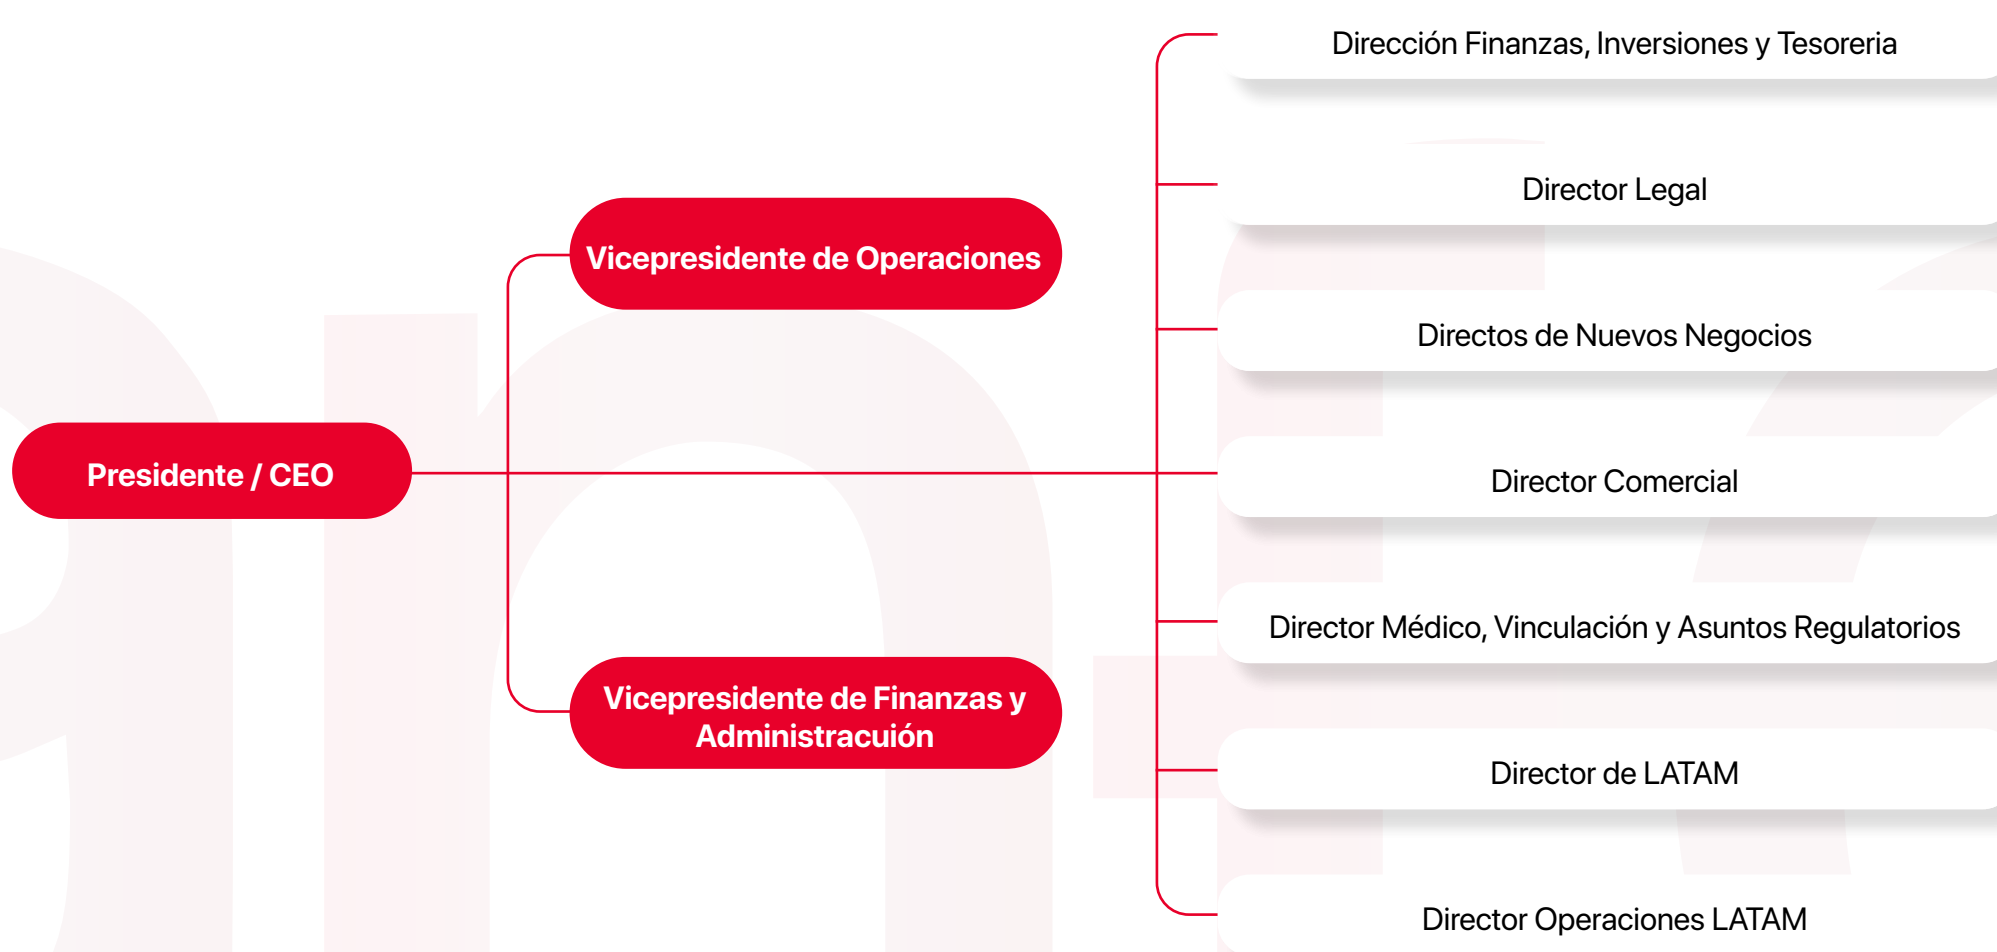 Presidente / CEO
Vicepresidente de Operaciones
Vicepresidente de Finanzas y
Administracuión
Dirección Finanzas, Inversiones y Tesoreria
Director Legal
Directos de Nuevos Negocios
Director Comercial
Director Médico, Vinculación y Asuntos Regulatorios
Director de LATAM
Director Operaciones LATAM